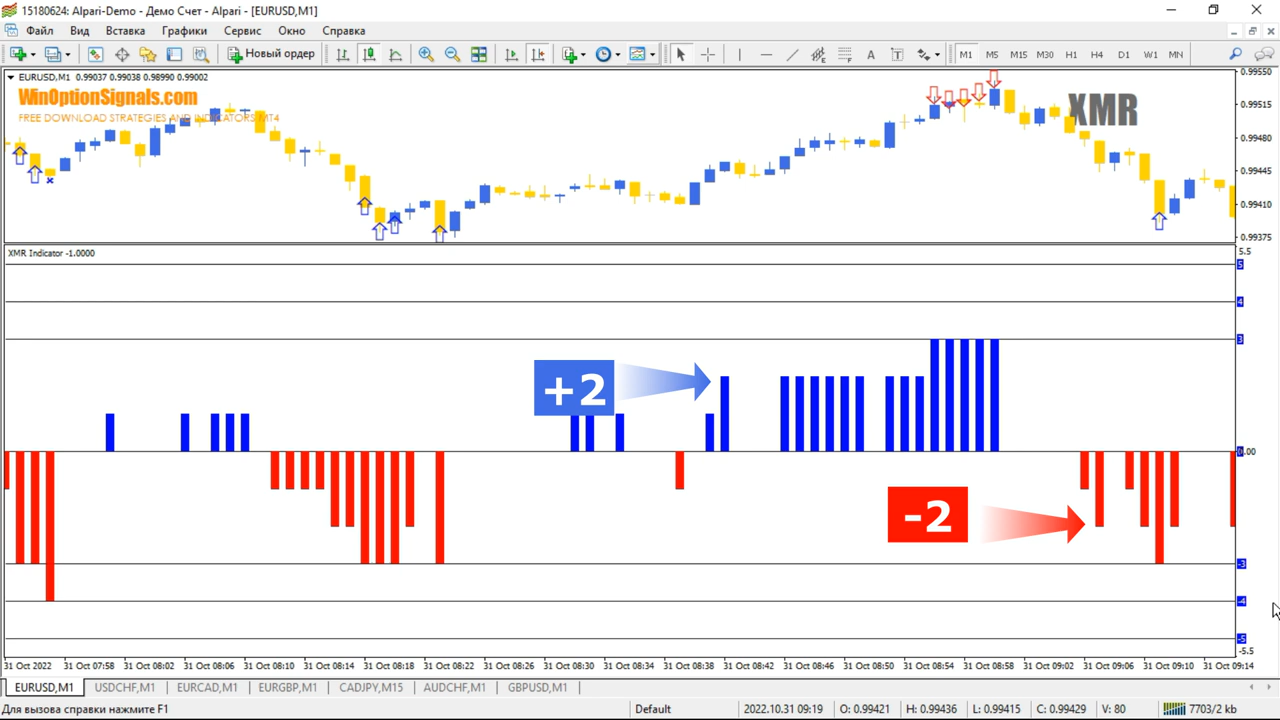 15180624: Alpari-Demo - Демо Счет - Alpari - [EURUSD,M1]
Файл Вид Вставка Графики Сервис Окно Справка
Новый ордер A T M1 M5 M15 M30 H1 H4 D1 W1 MN
EURUSD,M1 0.99037 0.99038 0.98990 0.99002
WinOptionSignals.com
FREE DOWNLOAD STRATEGIES AND INDICATORS MT4
XMR
0.99550
0.99515
0.99480
0.99445
0.99410
0.99375
XMR Indicator -1.0000
5.5
5
4
3
+2
0.00
-2
-3
-4
-5
-5.5
31 Oct 2022 31 Oct 07:58 31 Oct 08:02 31 Oct 08:06 31 Oct 08:10 31 Oct 08:14 31 Oct 08:18 31 Oct 08:22 31 Oct 08:26 31 Oct 08:30 31 Oct 08:34 31 Oct 08:38 31 Oct 08:42 31 Oct 08:46 31 Oct 08:50 31 Oct 08:54 31 Oct 08:58 31 Oct 09:02 31 Oct 09:06 31 Oct 09:10 31 Oct 09:14
EURUSD,M1 USDCHF,M1 EURCAD,M1 EURGBP,M1 CADJPY,M15 AUDCHF,M1 GBPUSD,M1
Для вызова справки нажмите F1 Default 2022.10.31 09:19 O: 0.99421 H: 0.99436 L: 0.99415 C: 0.99429 V: 80 7703/2 kb